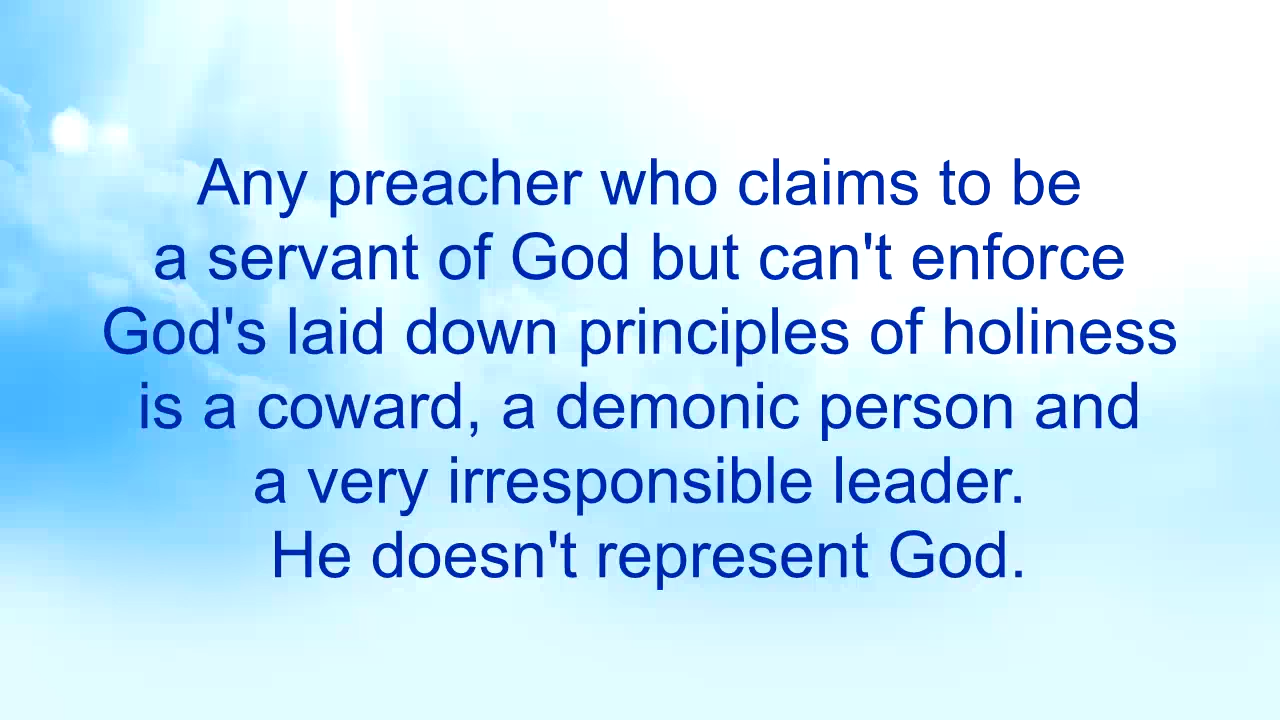 Any preacher who claims to be
a servant of God but can't enforce
God's laid down principles of holiness
is a coward, a demonic person and
a very irresponsible leader.
He doesn't represent God.